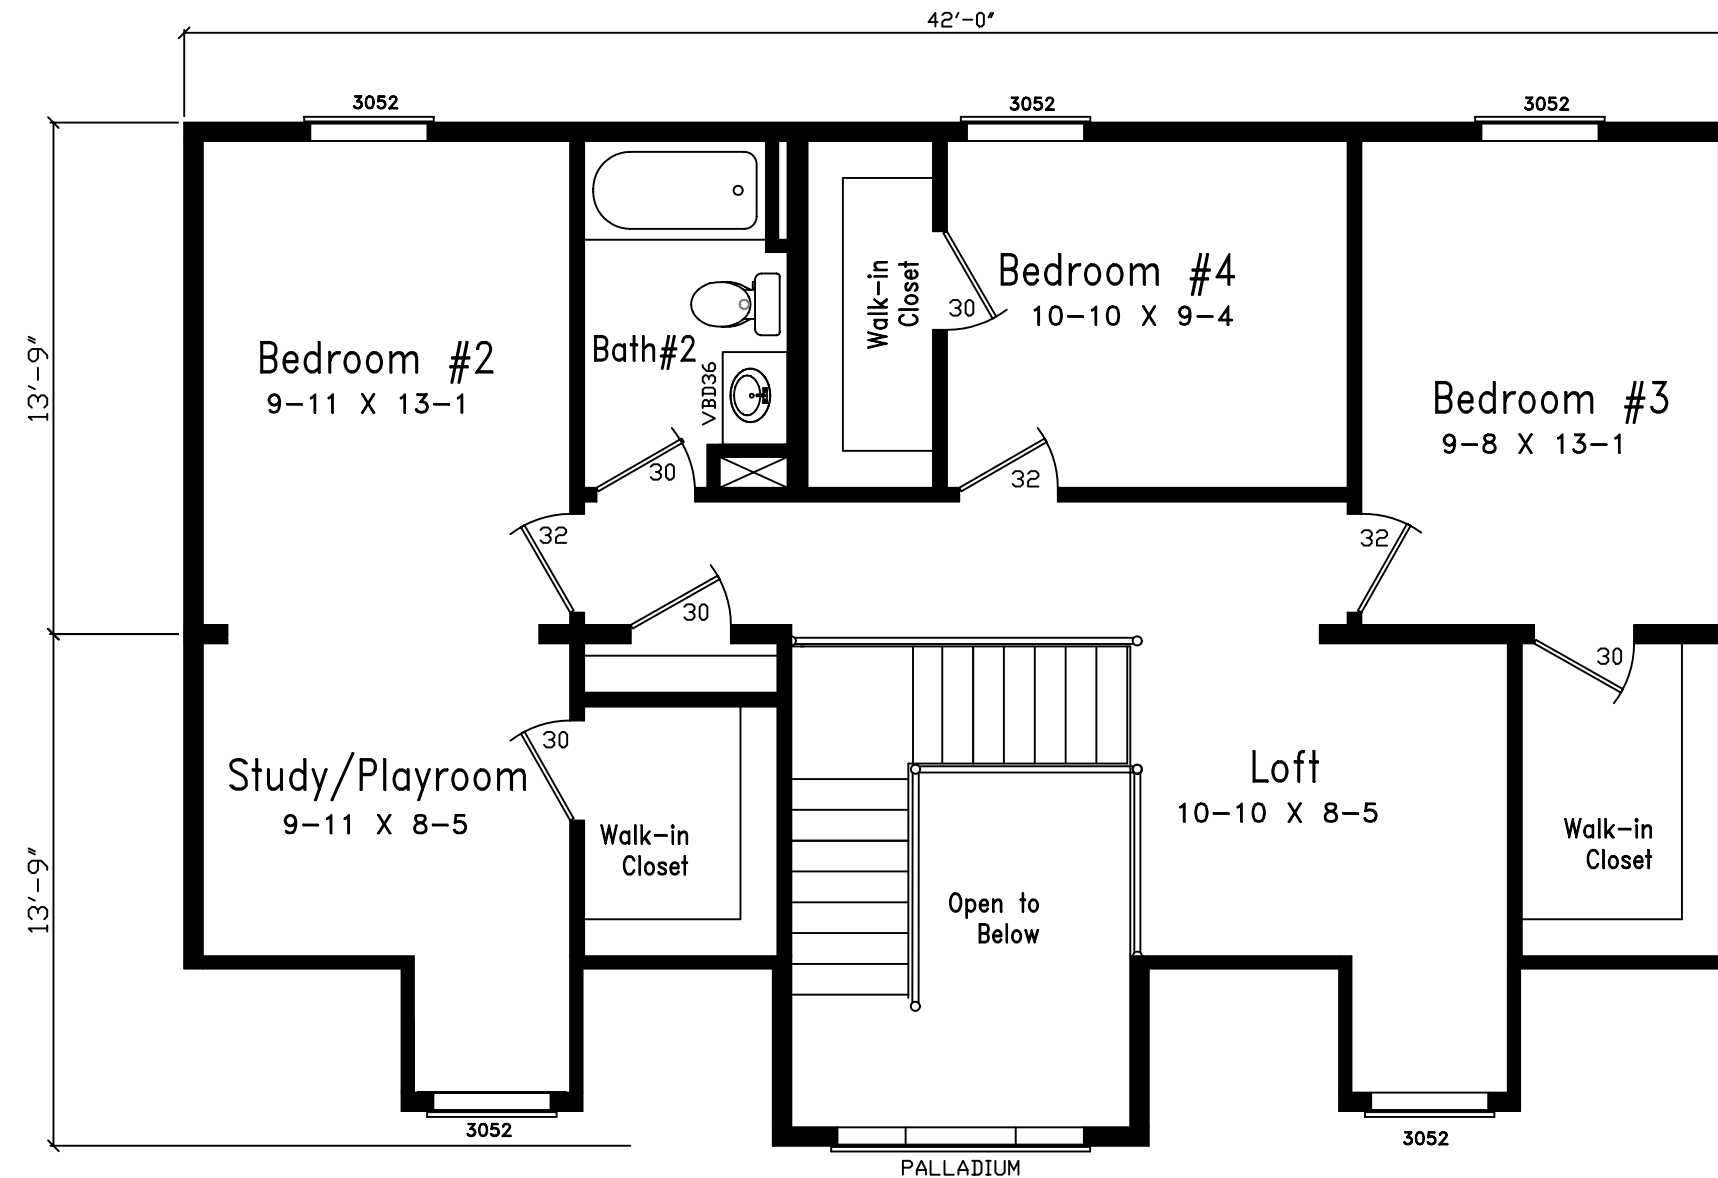 42'-0"
3052
3052
3052
13'-9"
Bedroom #2
9-11 X 13-1
Bath#2
VBD36
30
Walk-in
Closet
30
Bedroom #4
10-10 X 9-4
32
Bedroom #3
9-8 X 13-1
32
30
32
30
13'-9"
Study/Playroom
9-11 X 8-5
30
Walk-in
Closet
Open to
Below
Loft
10-10 X 8-5
Walk-in
Closet
3052
PALLADIUM
3052